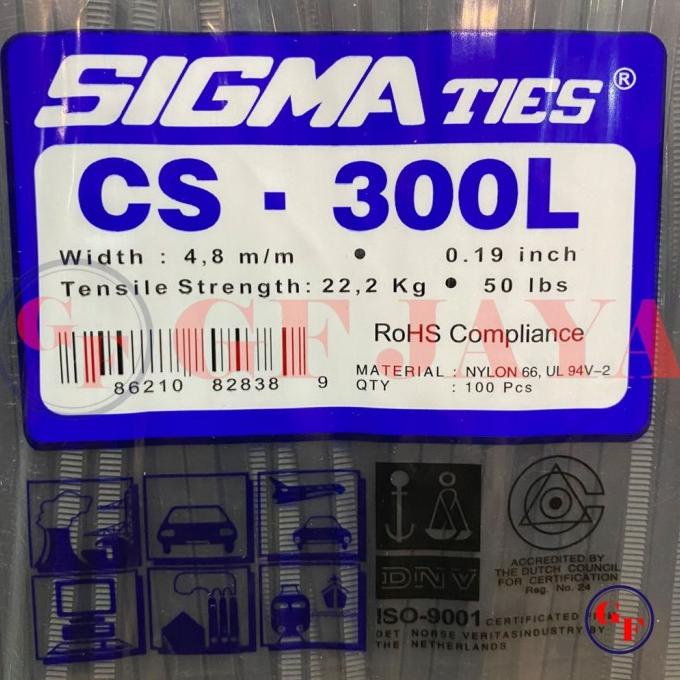 SIGMA TIES ®
CS - 300L
Width : 4,8 m/m • 0.19 inch
Tensile Strength: 22,2 Kg • 50 lbs
GF GF JAYA
RoHS Compliance
MATERIAL : NYLON 66, UL 94V-2
QTY : 100 Pcs
86210 82838 9
ACCREDITED BY
THE DUTCH COUNCIL
FOR CERTIFICATION
Reg. No. 24
DNV
ISO-9001 CERTIFICATED
DET NORSE VERITASINDUSTRY BY
THE NETHERLANDS
GF